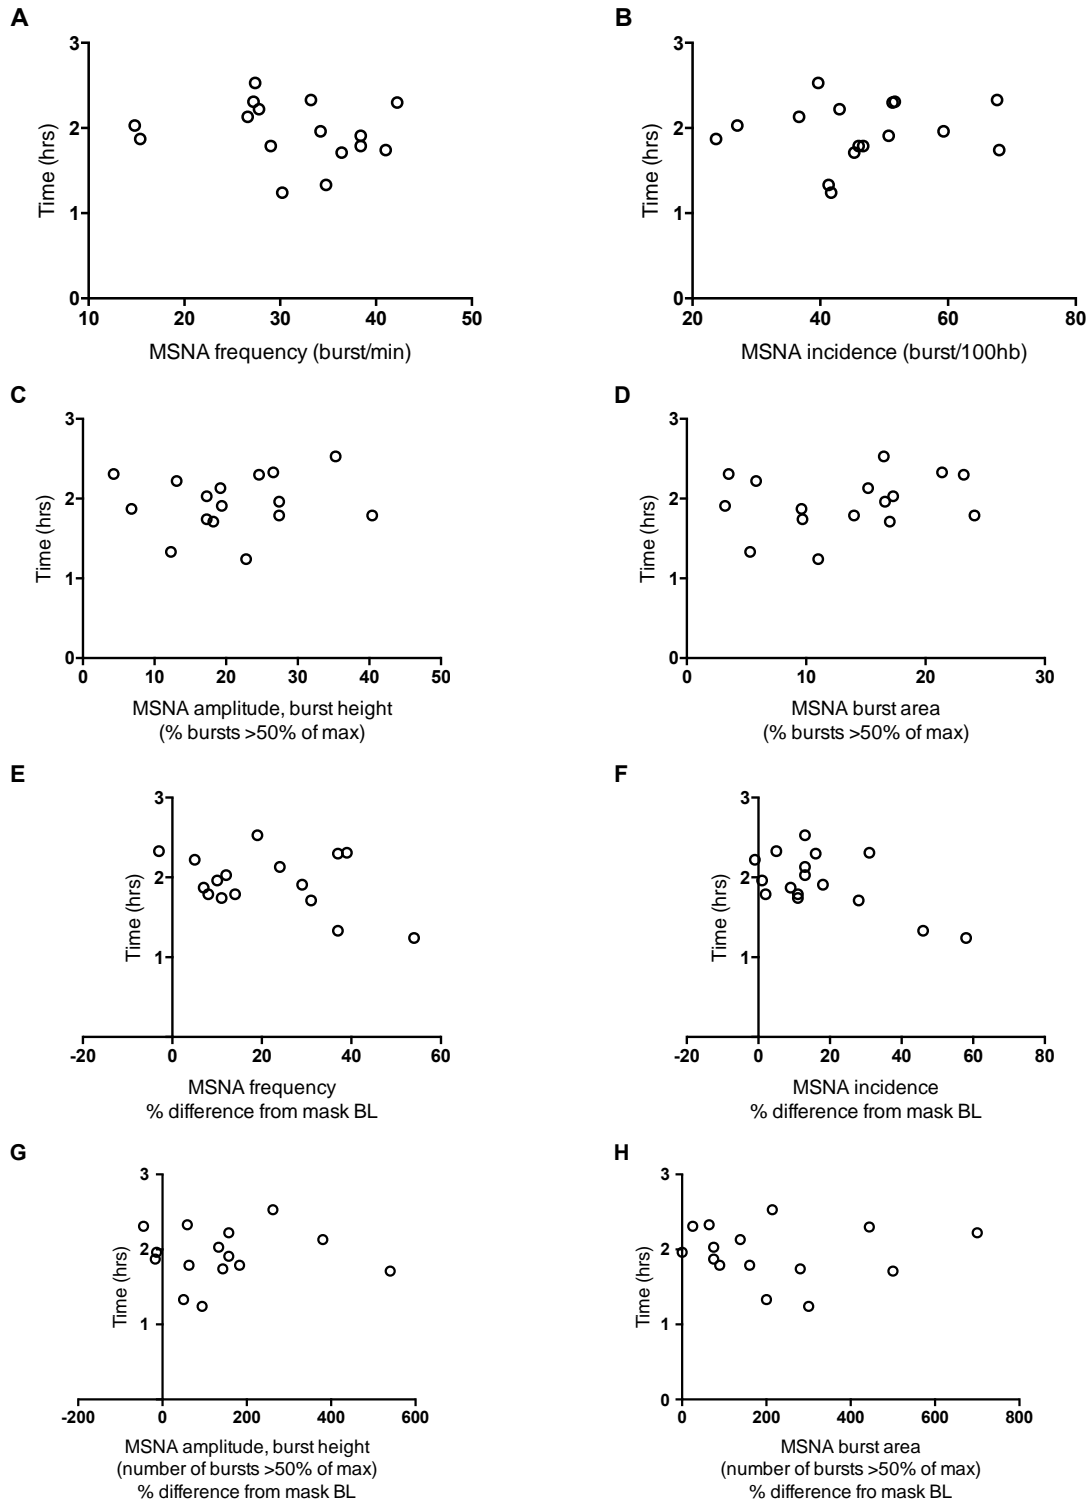 A
3
2
1
0
Time (hrs)
10 20 30 40 50
MSNA frequency (burst/min)
B
3
2
1
0
Time (hrs)
20 40 60 80
MSNA incidence (burst/100hb)
C
3
2
1
0
Time (hrs)
0 10 20 30 40 50
MSNA amplitude, burst height
(% bursts >50% of max)
D
3
2
1
0
Time (hrs)
0 10 20 30
MSNA burst area
(% bursts >50% of max)
E
3
2
1
Time (hrs)
-20 0 20 40 60
MSNA frequency
% difference from mask BL
F
3
2
1
Time (hrs)
-20 0 20 40 60 80
MSNA incidence
% difference from mask BL
G
3
2
1
Time (hrs)
-200 0 200 400 600
MSNA amplitude, burst height
(number of bursts >50% of max)
% difference from mask BL
H
3
2
1
0
Time (hrs)
0 200 400 600 800
MSNA burst area
(number of bursts >50% of max)
% difference fro mask BL